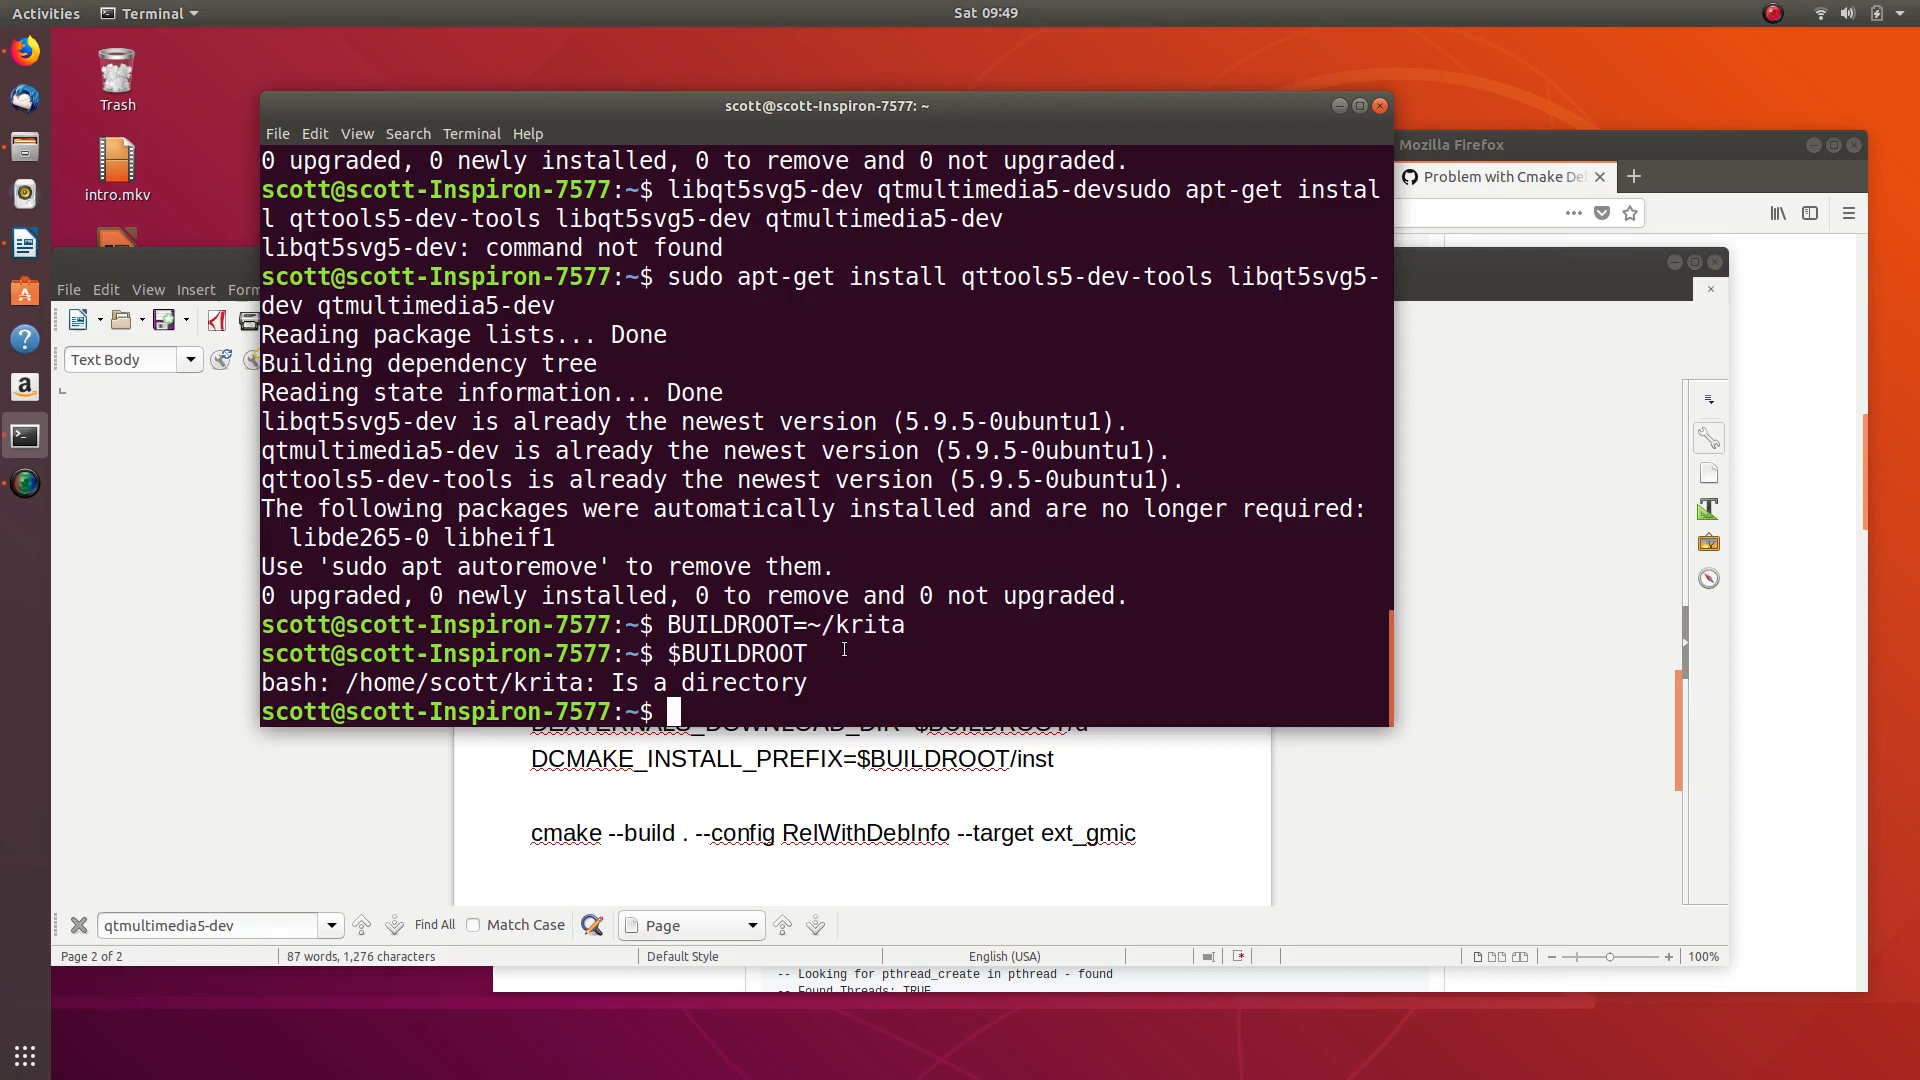 Activities
Terminal
Sat 09:49
Trash
intro.mkv
scott@scott-Inspiron-7577: ~
File Edit View Search Terminal Help
0 upgraded, 0 newly installed, 0 to remove and 0 not upgraded.
scott@scott-Inspiron-7577:~$ libqt5svg5-dev qtmultimedia5-devsudo apt-get instal
l qttools5-dev-tools libqt5svg5-dev qtmultimedia5-dev
libqt5svg5-dev: command not found
scott@scott-Inspiron-7577:~$ sudo apt-get install qttools5-dev-tools libqt5svg5-
dev qtmultimedia5-dev
Reading package lists... Done
Building dependency tree
Reading state information... Done
libqt5svg5-dev is already the newest version (5.9.5-0ubuntu1).
qtmultimedia5-dev is already the newest version (5.9.5-0ubuntu1).
qttools5-dev-tools is already the newest version (5.9.5-0ubuntu1).
The following packages were automatically installed and are no longer required:
libde265-0 libheif1
Use 'sudo apt autoremove' to remove them.
0 upgraded, 0 newly installed, 0 to remove and 0 not upgraded.
scott@scott-Inspiron-7577:~$ BUILDROOT=~/krita
scott@scott-Inspiron-7577:~$ $BUILDROOT
bash: /home/scott/krita: Is a directory
scott@scott-Inspiron-7577:~$
Mozilla Firefox
Problem with Cmake De
File Edit View Insert Form
Text Body
DEXTERNALS_DOWNLOAD_DIR=$BUILDROOT/d
DCMAKE_INSTALL_PREFIX=$BUILDROOT/inst
cmake --build . --config RelWithDebInfo --target ext_gmic
qtmultimedia5-dev
Find All
Match Case
Page
Page 2 of 2
87 words, 1,276 characters
Default Style
English (USA)
100%
-- Looking for pthread_create in pthread - found
-- Found Threads: TRUE